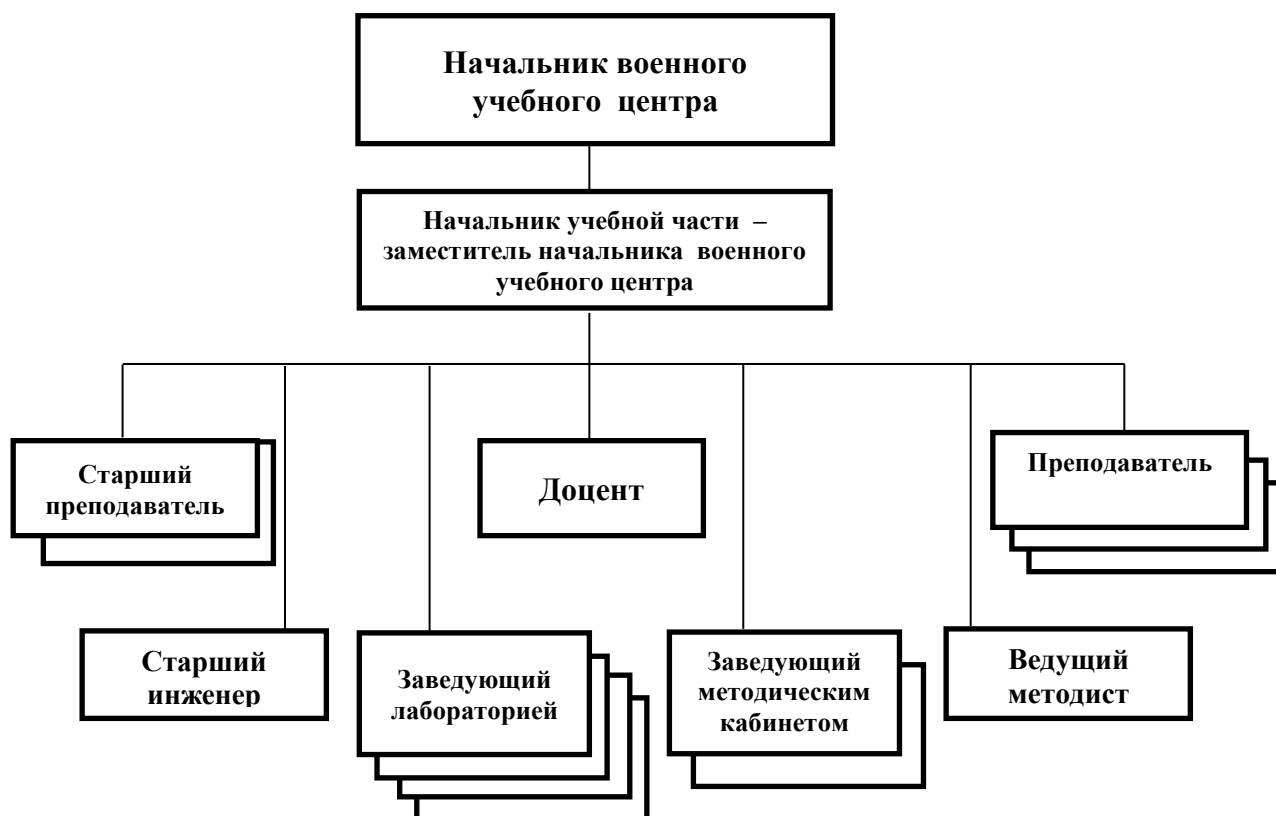 Начальник военного
учебного центра
Начальник учебной части –
заместитель начальника военного
учебного центра
Старший
преподаватель
Доцент
Преподаватель
Старший
инженер
Заведующий
лабораторией
Заведующий
методическим
кабинетом
Ведущий
методист